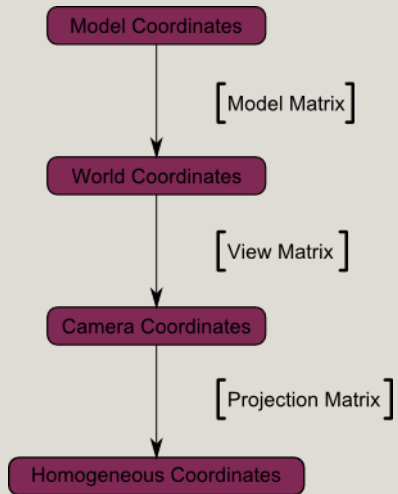 Model Coordinates
[Model Matrix]
World Coordinates
[View Matrix]
Camera Coordinates
[Projection Matrix]
Homogeneous Coordinates